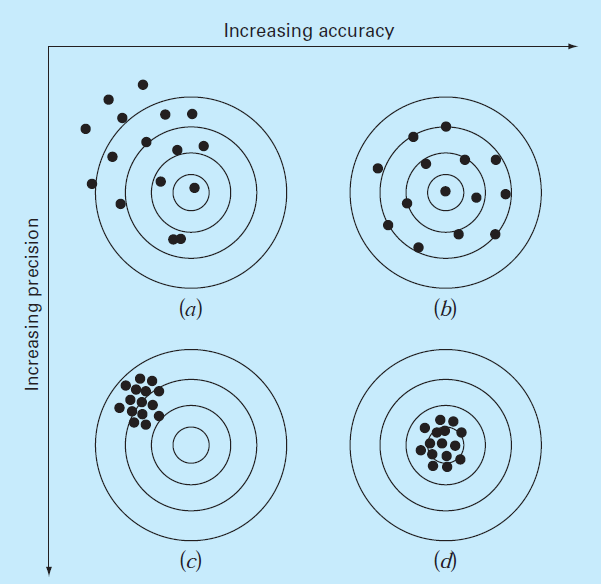 Increasing accuracy
Increasing precision
(a)
(b)
(c)
(d)